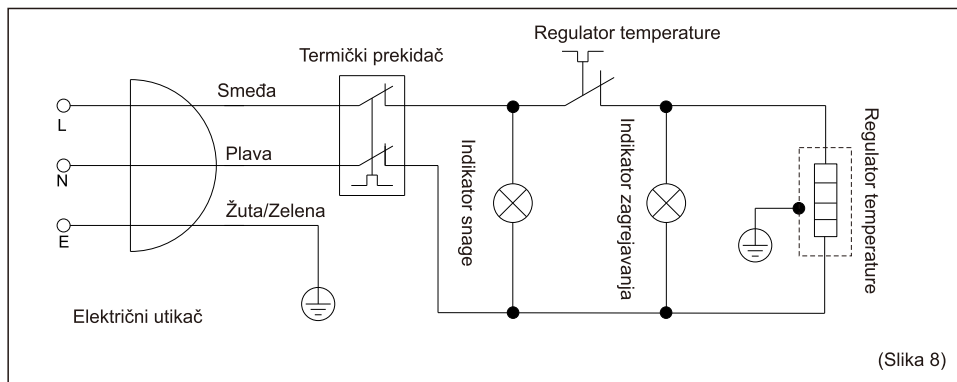 Regulator temperature
Termički prekidač
Smeđa
L
Plava
N
Žuta/Zelena
E
Električni utikač
Indikator snage
Indikator zagrejavanja
Regulator temperature
(Slika 8)